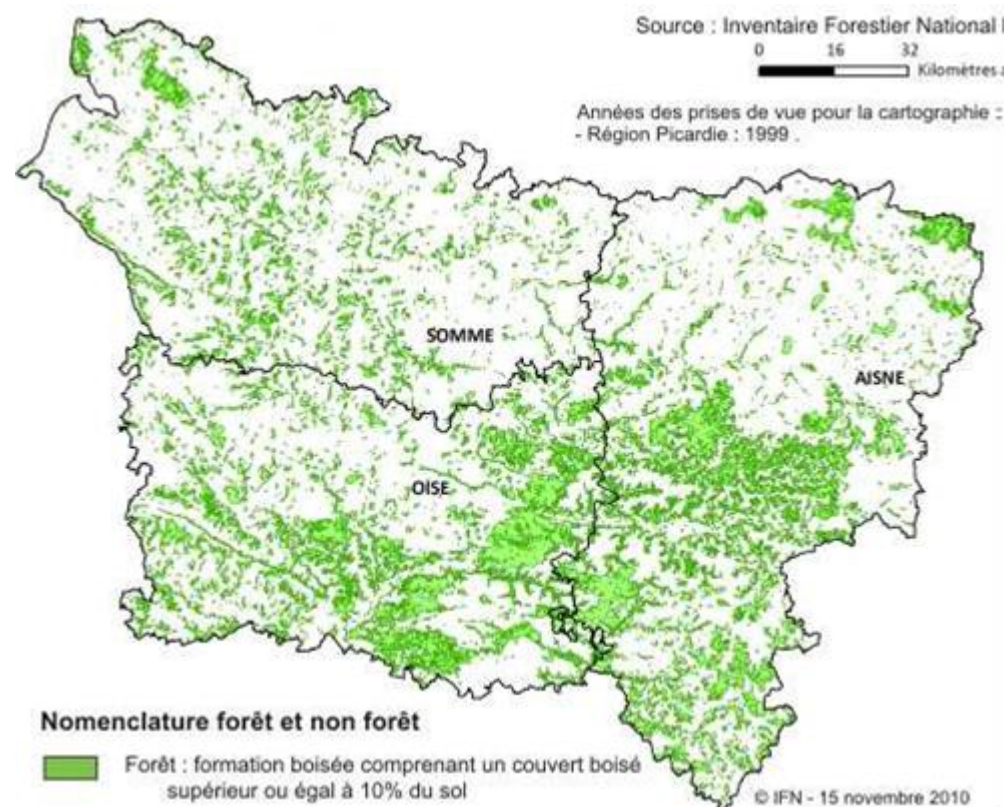 Source : Inventaire Forestier National
0 16 32
Kilomètres
Années des prises de vue pour la cartographie :
- Région Picardie : 1999 .
SOMME
AISNE
OISE
Nomenclature forêt et non forêt
Forêt : formation boisée comprenant un couvert boisé
supérieur ou égal à 10% du sol
© IFN - 15 novembre 2010